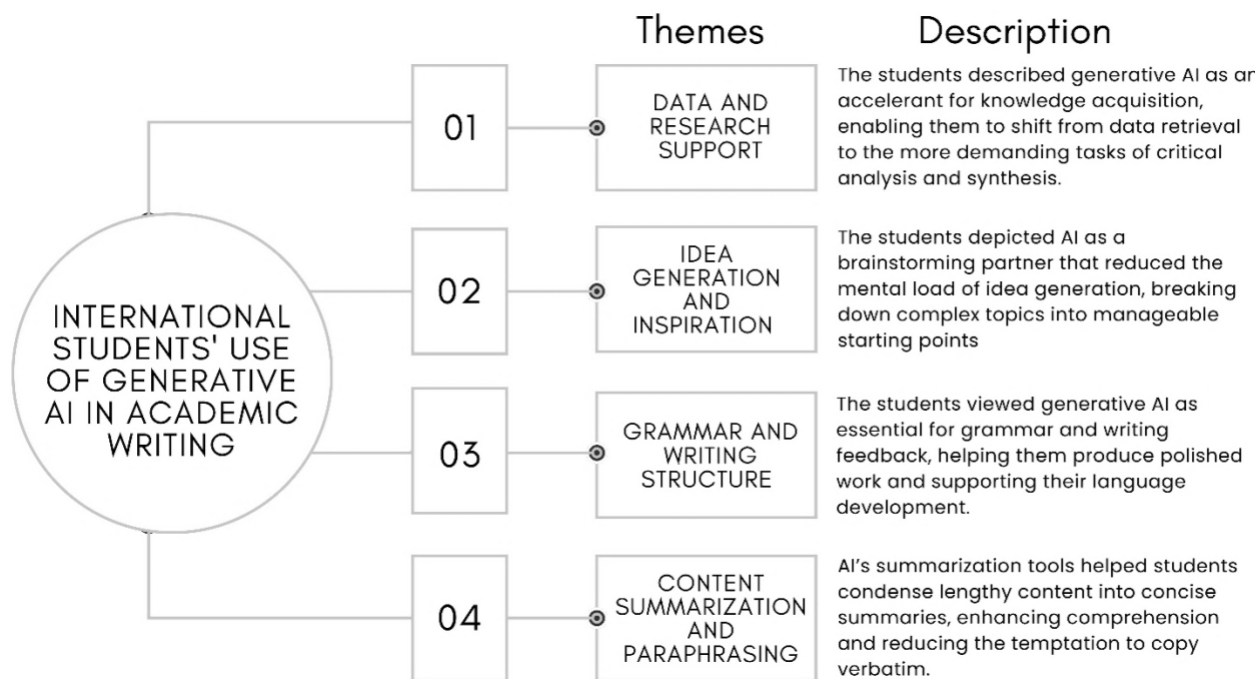 Themes
Description
INTERNATIONAL
STUDENTS' USE
OF GENERATIVE
AI IN ACADEMIC
WRITING
01
DATA AND
RESEARCH
SUPPORT
The students described generative AI as an
accelerant for knowledge acquisition,
enabling them to shift from data retrieval
to the more demanding tasks of critical
analysis and synthesis.
02
IDEA
GENERATION
AND
INSPIRATION
The students depicted AI as a
brainstorming partner that reduced the
mental load of idea generation, breaking
down complex topics into manageable
starting points
03
GRAMMAR AND
WRITING
STRUCTURE
The students viewed generative AI as
essential for grammar and writing
feedback, helping them produce polished
work and supporting their language
development.
04
CONTENT
SUMMARIZATION
AND
PARAPHRASING
AI’s summarization tools helped students
condense lengthy content into concise
summaries, enhancing comprehension
and reducing the temptation to copy
verbatim.